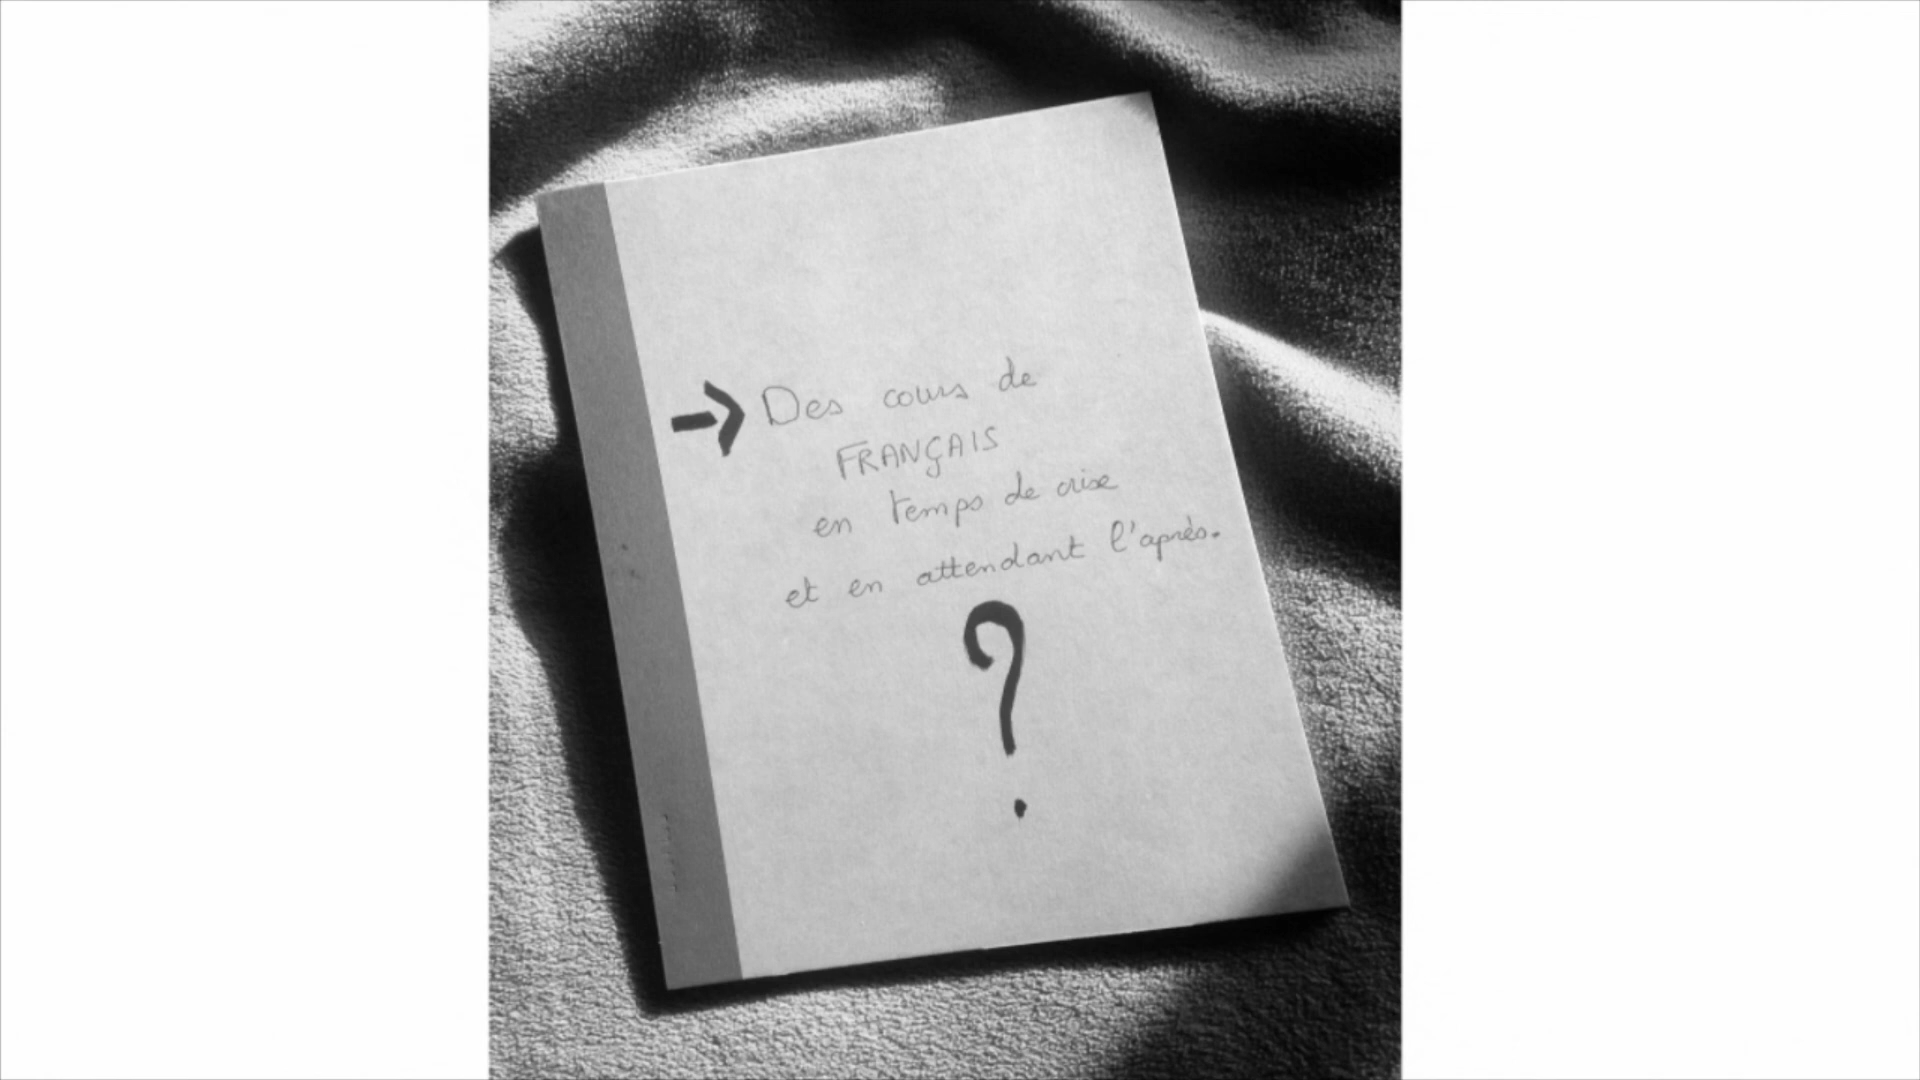 → Des cours de
FRANÇAIS
en temps de crise
et en attendant l'après.
?